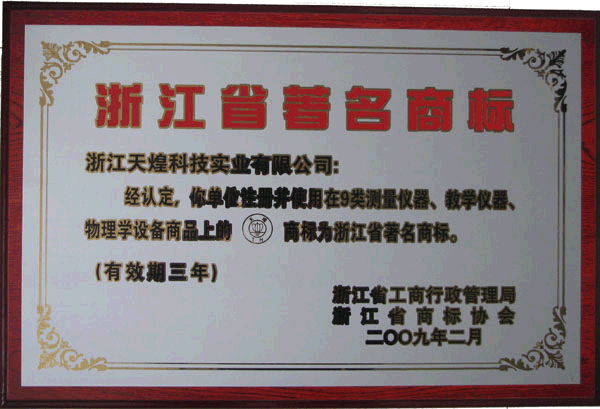 浙江省著名商标
浙江天煌科技实业有限公司:
经认定,你单位注册并使用在9类测量仪器、教学仪器、
物理学设备商品上的 商标为浙江省著名商标。
(有效期三年)
浙江省工商行政管理局
浙江省商标协会
二〇〇九年二月